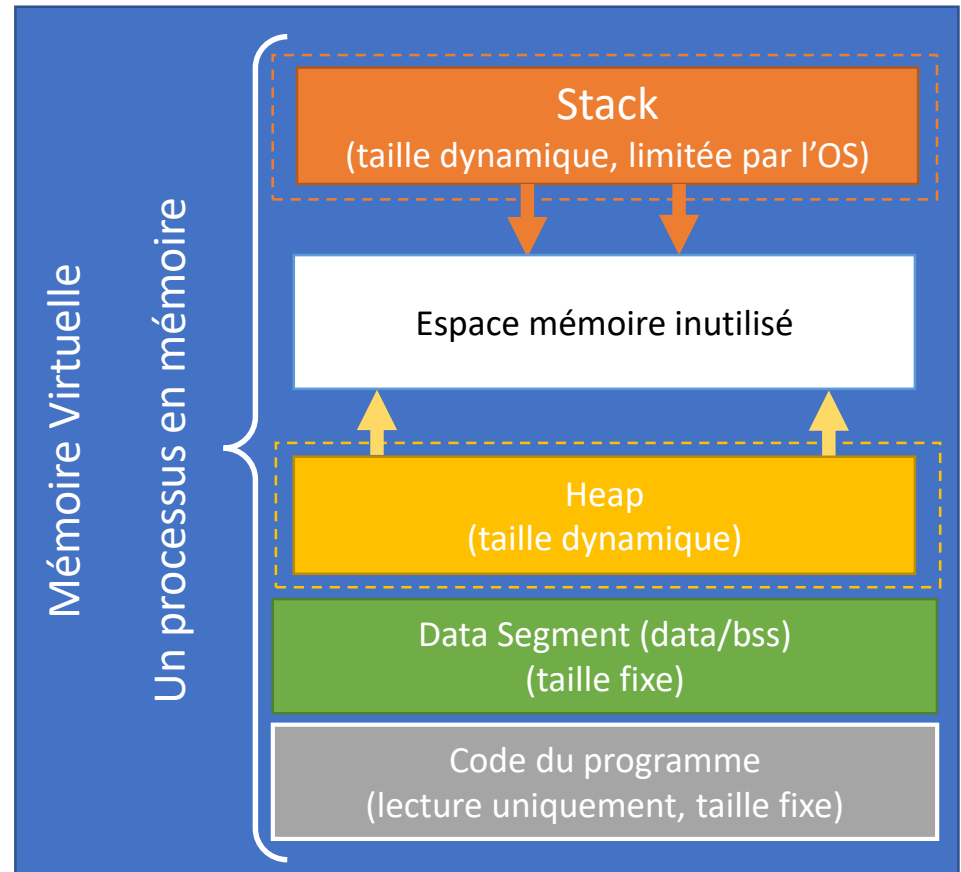 Mémoire Virtuelle
Un processus en mémoire
Stack
(taille dynamique, limitée par l’OS)
Espace mémoire inutilisé
Heap
(taille dynamique)
Data Segment (data/bss)
(taille fixe)
Code du programme
(lecture uniquement, taille fixe)